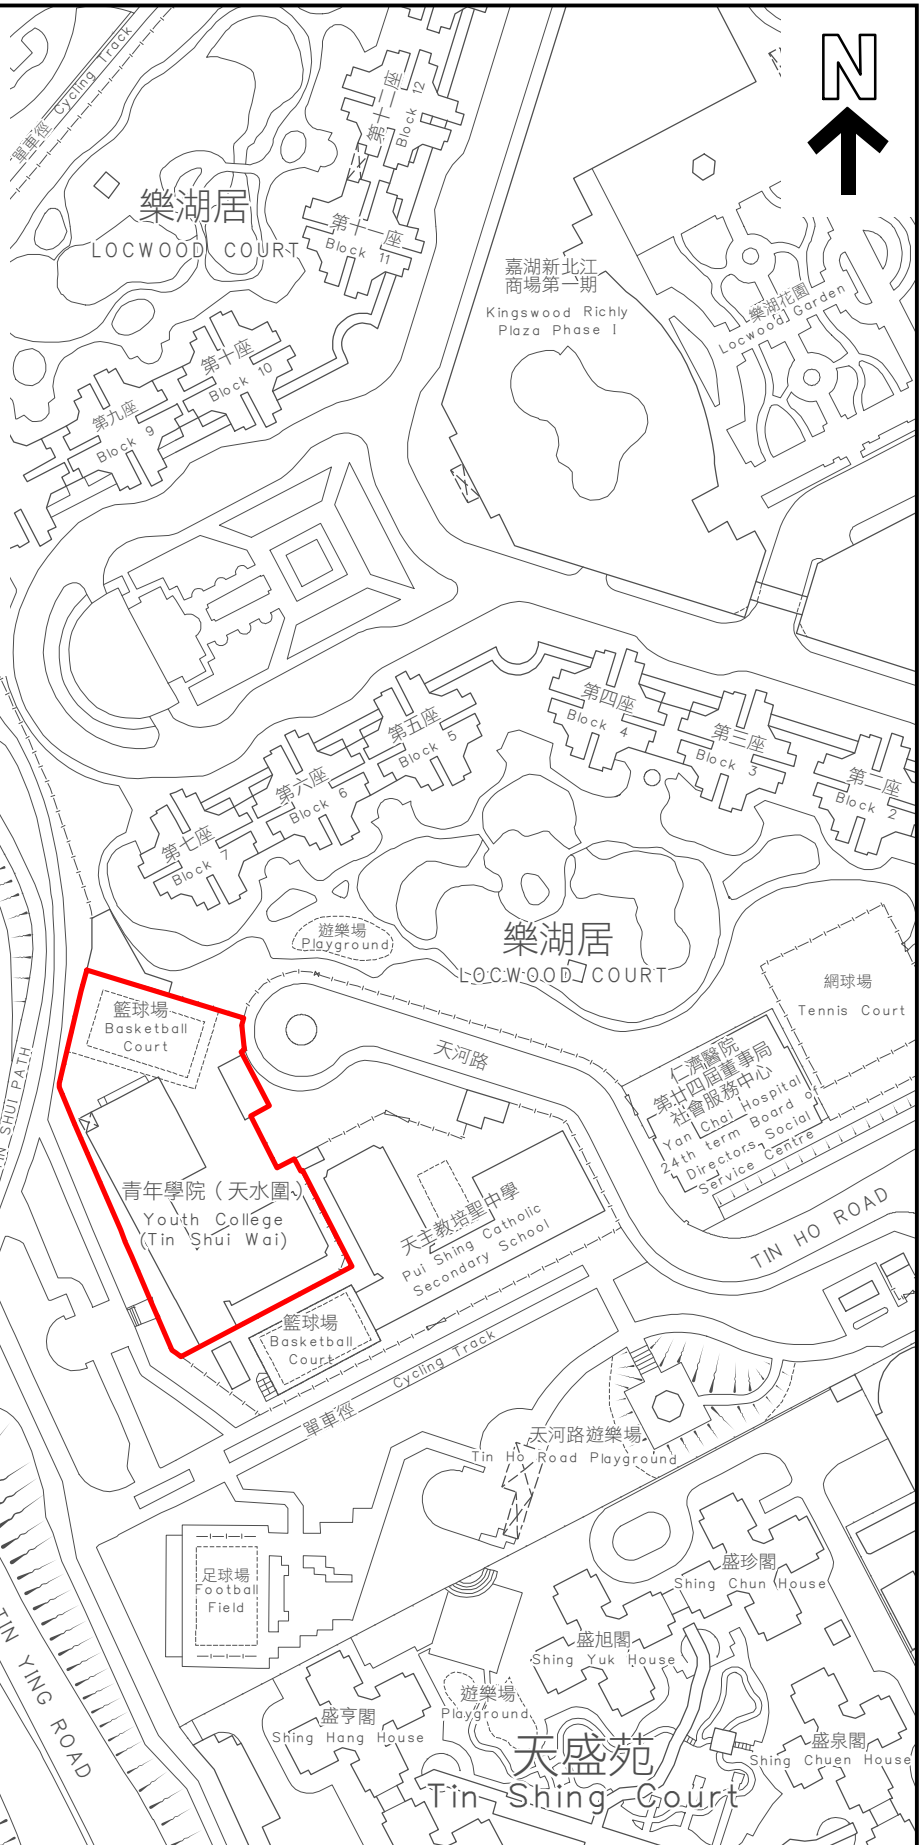 N
單車徑 Cycling Track
第十二座
Block 12
樂湖居
LOCWOOD COURT
第十一座
Block 11
嘉湖新北江
商場第一期
Kingswood Richly
Plaza Phase I
樂湖花園
Locwood Garden
第十座
Block 10
第九座
Block 9
第四座
Block 4
第五座
Block 5
第三座
Block 3
第六座
Block 6
第二座
Block 2
第七座
Block 7
遊樂場
Playground
樂湖居
LOCWOOD COURT
網球場
Tennis Court
籃球場
Basketball
Court
天河路
仁濟醫院
第廿四屆董事局
社會服務中心
Yan Chai Hospital
24th term Board of
Directors Social
Service Centre
TIN SHUI PATH
青年學院（天水圍）
Youth College
(Tin Shui Wai)
天主教培聖中學
Pui Shing Catholic
Secondary School
TIN HO ROAD
籃球場
Basketball
Court
單車徑 Cycling Track
天河路遊樂場
Tin Ho Road Playground
足球場
Football
Field
盛珍閣
Shing Chun House
盛旭閣
Shing Yuk House
TIN YING ROAD
遊樂場
Playground
盛亨閣
Shing Hang House
盛泉閣
Shing Chuen House
天盛苑
Tin Shing Court